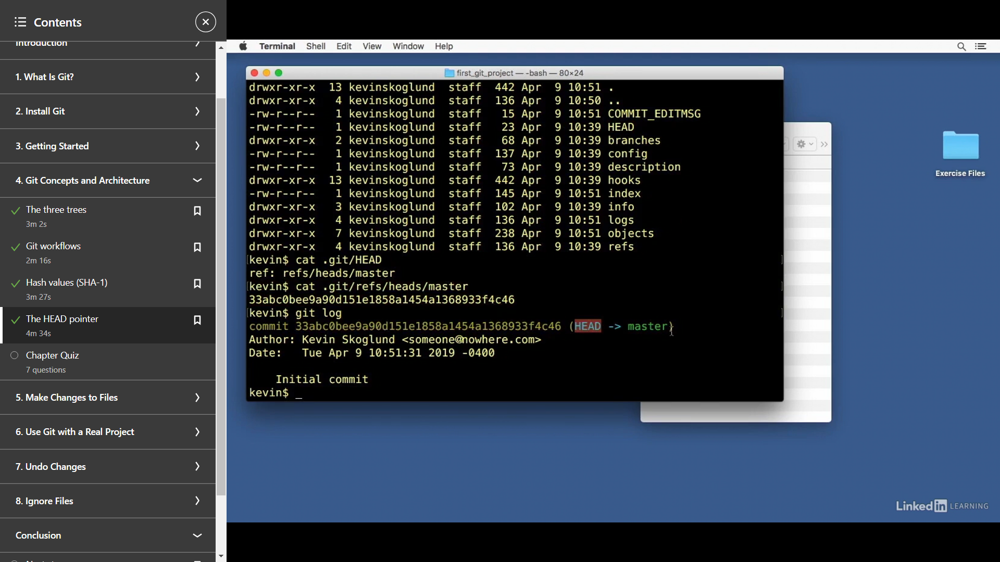 Contents
Introduction
1. What Is Git?
2. Install Git
3. Getting Started
4. Git Concepts and Architecture
The three trees
3m 2s
Git workflows
2m 16s
Hash values (SHA-1)
3m 27s
The HEAD pointer
4m 34s
Chapter Quiz
7 questions
5. Make Changes to Files
6. Use Git with a Real Project
7. Undo Changes
8. Ignore Files
Conclusion
Terminal Shell Edit View Window Help
first_git_project — -bash — 80×24
drwxr-xr-x 13 kevinskoglund staff 442 Apr 9 10:51 .
drwxr-xr-x 4 kevinskoglund staff 136 Apr 9 10:50 ..
-rw-r--r-- 1 kevinskoglund staff 15 Apr 9 10:51 COMMIT_EDITMSG
-rw-r--r-- 1 kevinskoglund staff 23 Apr 9 10:39 HEAD
drwxr-xr-x 2 kevinskoglund staff 68 Apr 9 10:39 branches
-rw-r--r-- 1 kevinskoglund staff 137 Apr 9 10:39 config
-rw-r--r-- 1 kevinskoglund staff 73 Apr 9 10:39 description
drwxr-xr-x 13 kevinskoglund staff 442 Apr 9 10:39 hooks
-rw-r--r-- 1 kevinskoglund staff 145 Apr 9 10:51 index
drwxr-xr-x 3 kevinskoglund staff 102 Apr 9 10:39 info
drwxr-xr-x 4 kevinskoglund staff 136 Apr 9 10:51 logs
drwxr-xr-x 7 kevinskoglund staff 238 Apr 9 10:51 objects
drwxr-xr-x 4 kevinskoglund staff 136 Apr 9 10:39 refs
[kevin$ cat .git/HEAD ]
ref: refs/heads/master
[kevin$ cat .git/refs/heads/master ]
33abc0bee9a90d151e1858a1454a1368933f4c46
[kevin$ git log ]
commit 33abc0bee9a90d151e1858a1454a1368933f4c46 (HEAD -> master)
Author: Kevin Skoglund <someone@nowhere.com>
Date: Tue Apr 9 10:51:31 2019 -0400
Initial commit
kevin$ _
Exercise Files
LinkedIn LEARNING